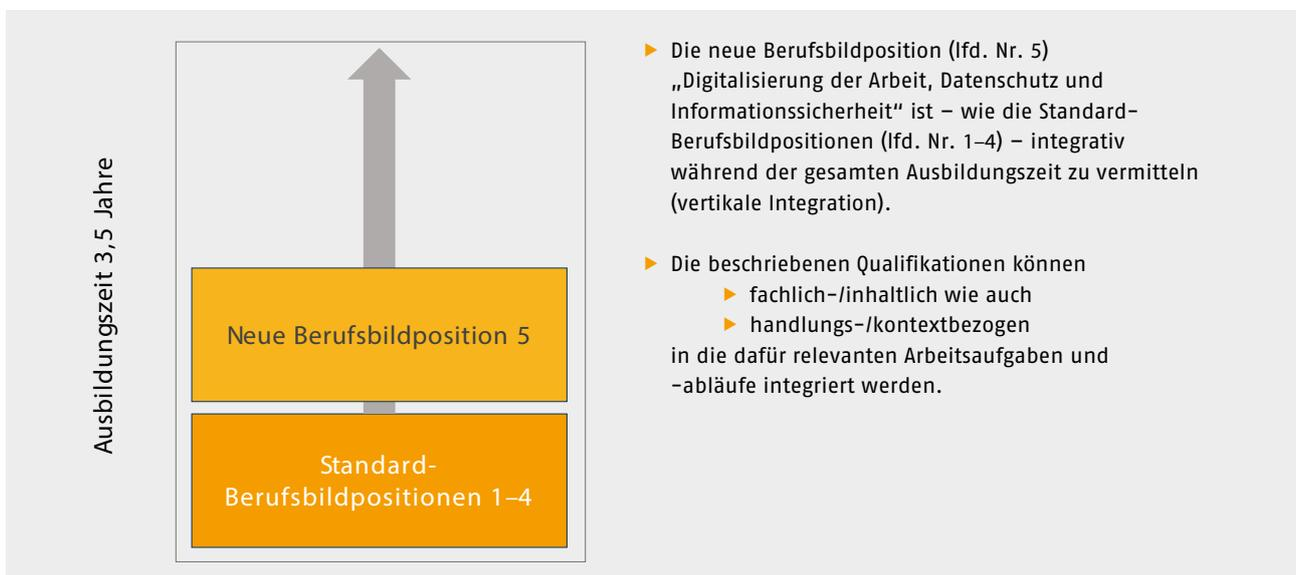 Ausbildungszeit 3,5 Jahre
Neue Berufsbildposition 5
Standard-
Berufsbildpositionen 1–4
▶ Die neue Berufsbildposition (lfd. Nr. 5)
„Digitalisierung der Arbeit, Datenschutz und
Informationssicherheit“ ist – wie die Standard-
Berufsbildpositionen (lfd. Nr. 1–4) – integrativ
während der gesamten Ausbildungszeit zu vermitteln
(vertikale Integration).
▶ Die beschriebenen Qualifikationen können
▶ fachlich-/inhaltlich wie auch
▶ handlungs-/kontextbezogen
in die dafür relevanten Arbeitsaufgaben und
-abläufe integriert werden.